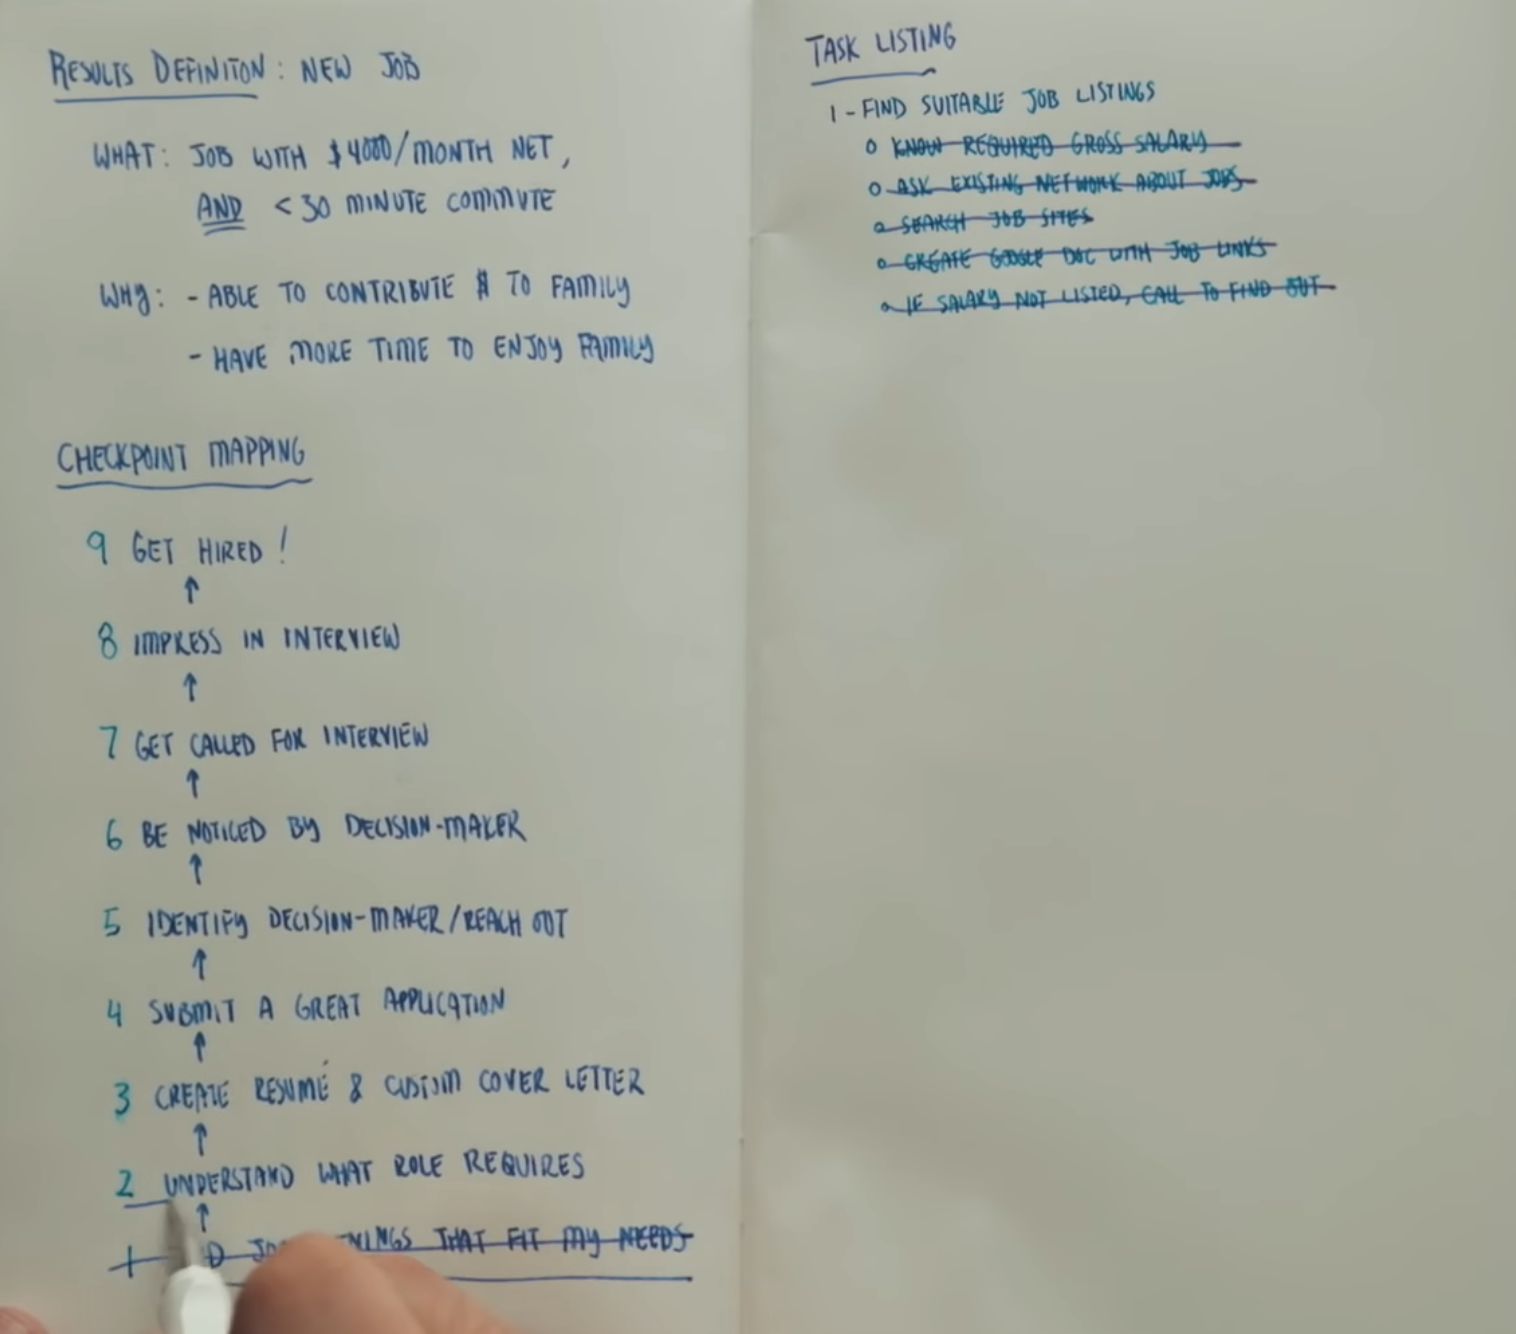 RESULTS DEFINITON: NEW JOB
WHAT: JOB WITH $4000/MONTH NET,
AND < 30 MINUTE COMMUTE
WHY: - ABLE TO CONTRIBUTE $ TO FAMILY
- HAVE MORE TIME TO ENJOY FAMILY
CHECKPOINT MAPPING
9 GET HIRED!
↑
8 IMPRESS IN INTERVIEW
↑
7 GET CALLED FOR INTERVIEW
↑
6 BE NOTICED BY DECISION-MAKER
↑
5 IDENTIFY DECISION-MAKER/REACH OUT
↑
4 SUBMIT A GREAT APPLICATION
↑
3 CREATE RESUMÉ & CUSTOM COVER LETTER
↑
2 UNDERSTAND WHAT ROLE REQUIRES
↑
1 THAT FIT MY NEEDS
TASK LISTING
1 - FIND SUITABLE JOB LISTINGS
o KNOW REQUIRED GROSS SALARY
o ASK EXISTING NETWORK ABOUT JOBS
o SEARCH JOB SITES
o CREATE GOOGLE DOC WITH JOB LINKS
o IF SALARY NOT LISTED, CALL TO FIND OUT